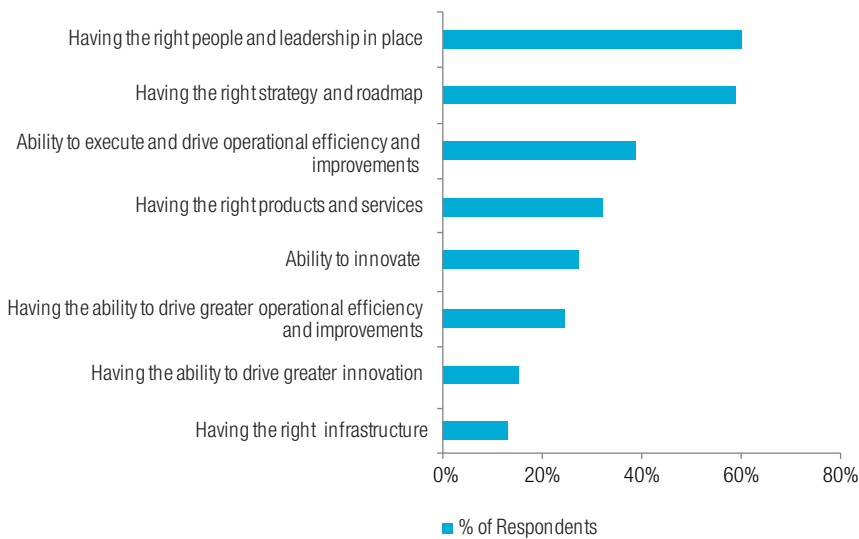 Having the right people and leadership in place
Having the right strategy and roadmap
Ability to execute and drive operational efficiency and
improvements
Having the right products and services
Ability to innovate
Having the ability to drive greater operational efficiency
and improvements
Having the ability to drive greater innovation
Having the right infrastructure
0% 20% 40% 60% 80%
% of Respondents